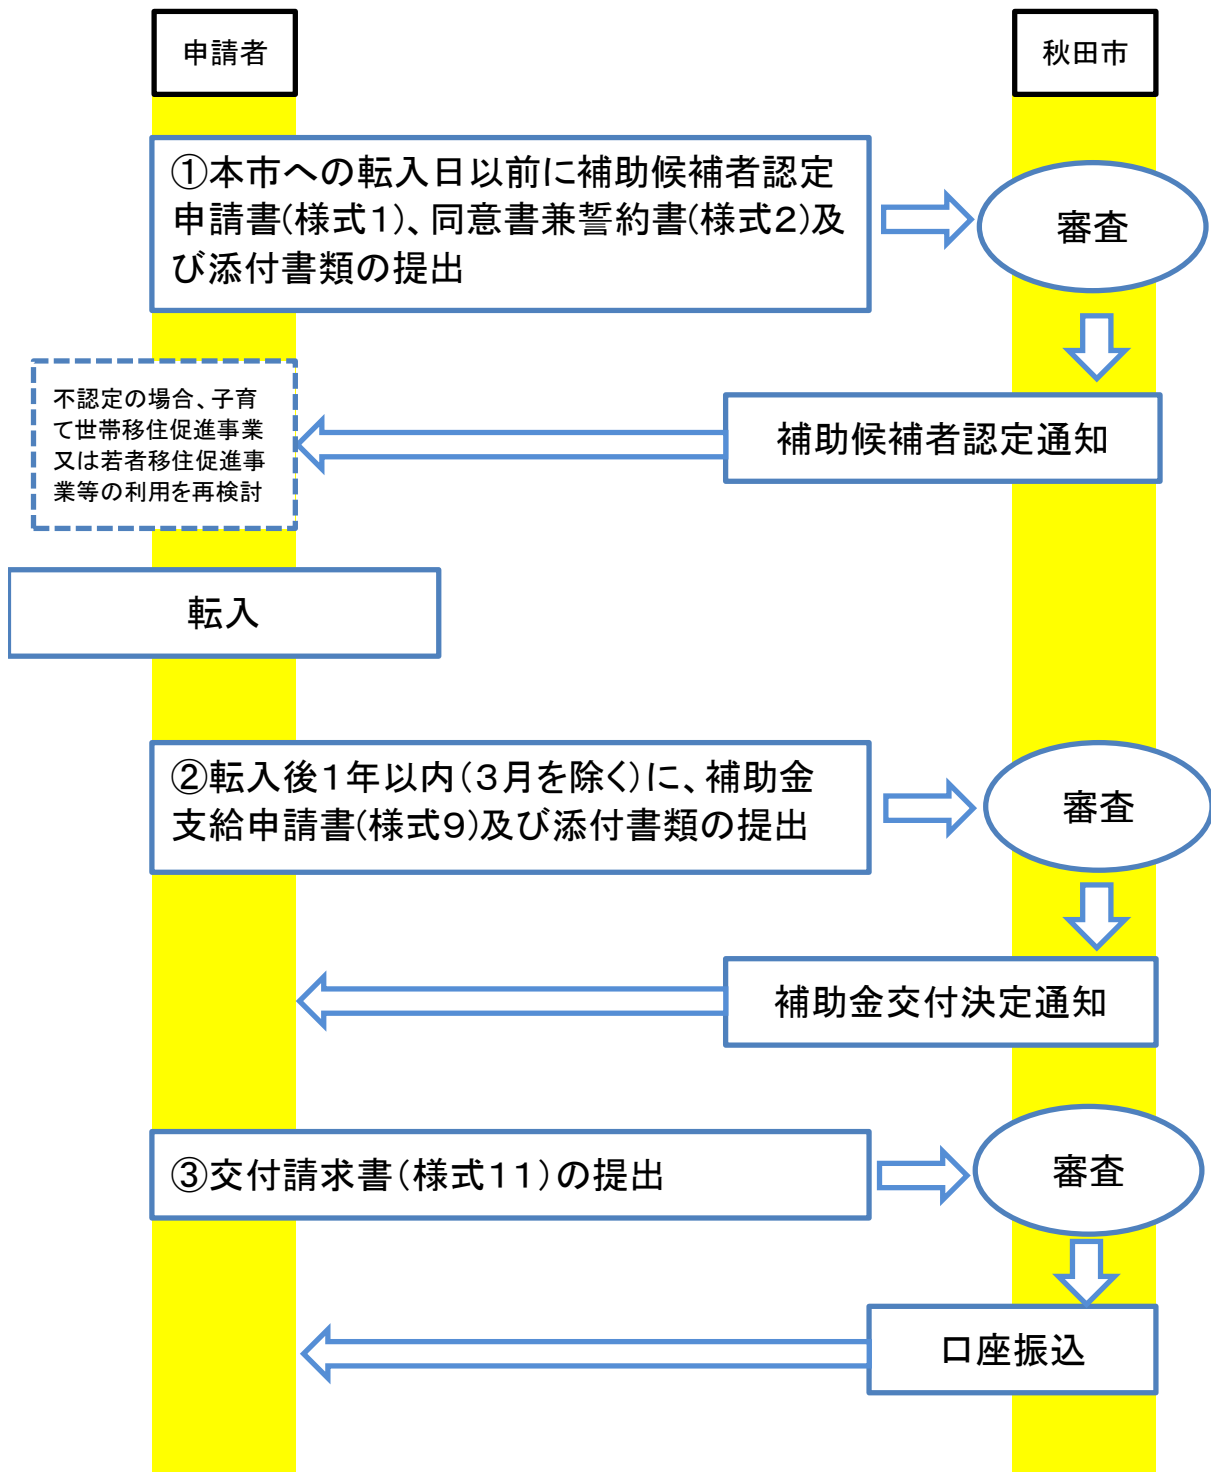 申請者
秋田市
①本市への転入日以前に補助候補者認定
申請書(様式1)、同意書兼誓約書(様式2)及
び添付書類の提出
審査
補助候補者認定通知
不認定の場合、子育
て世帯移住促進事業
又は若者移住促進事
業等の利用を再検討
転入
②転入後1年以内(3月を除く)に、補助金
支給申請書(様式9)及び添付書類の提出
審査
補助金交付決定通知
③交付請求書(様式11)の提出
審査
口座振込